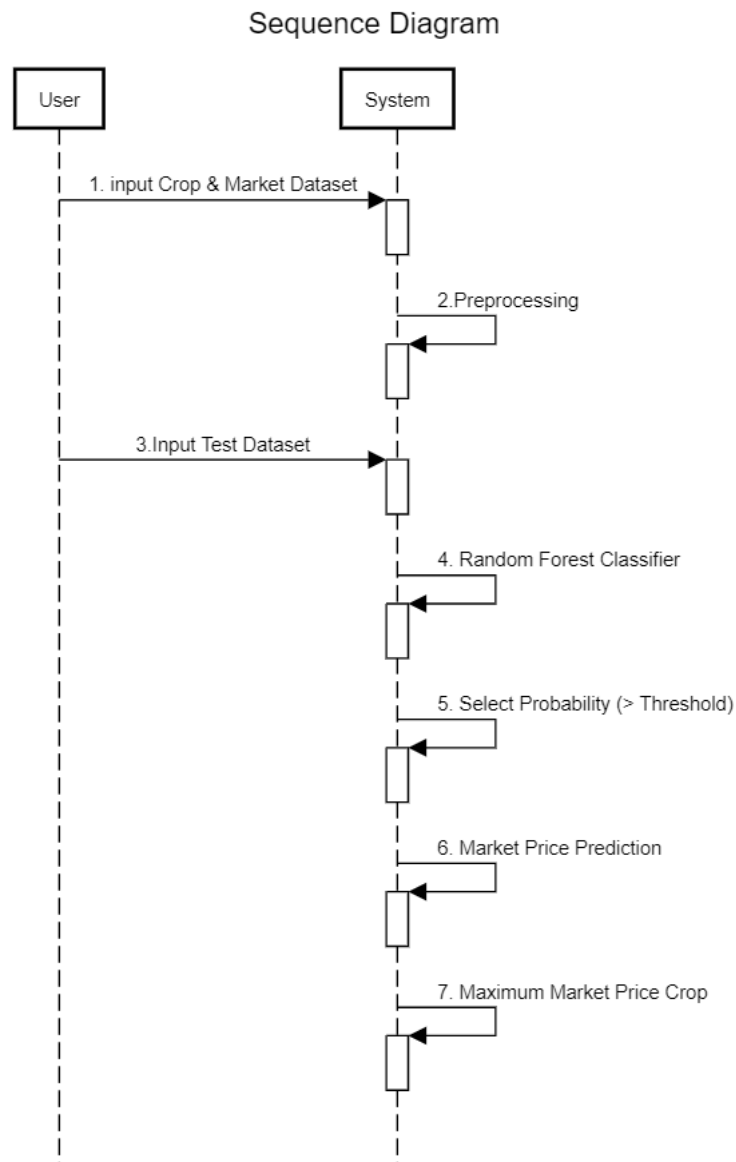 Sequence Diagram
User
System
1. input Crop & Market Dataset
2.Preprocessing
3.Input Test Dataset
4. Random Forest Classifier
5. Select Probability (> Threshold)
6. Market Price Prediction
7. Maximum Market Price Crop